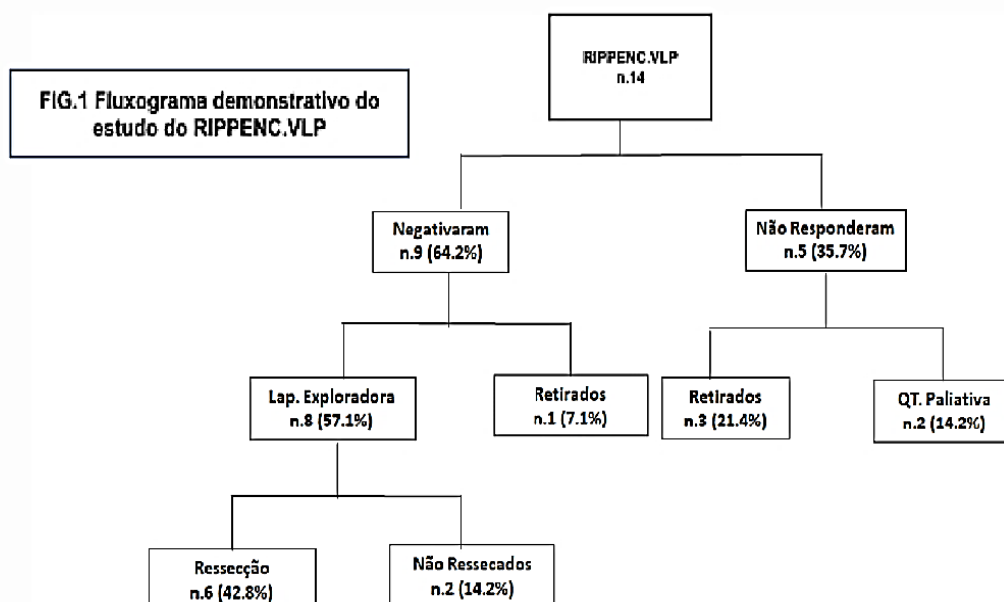 RIPPENC.VLP
n.14
FIG.1 Fluxograma demonstrativo do
estudo do RIPPENC.VLP
Negativaram
n.9 (64.2%)
Não Responderam
n.5 (35.7%)
Lap. Exploradora
n.8 (57.1%)
Retirados
n.1 (7.1%)
Retirados
n.3 (21.4%)
QT. Paliativa
n.2 (14.2%)
Ressecção
n.6 (42.8%)
Não Ressecados
n.2 (14.2%)